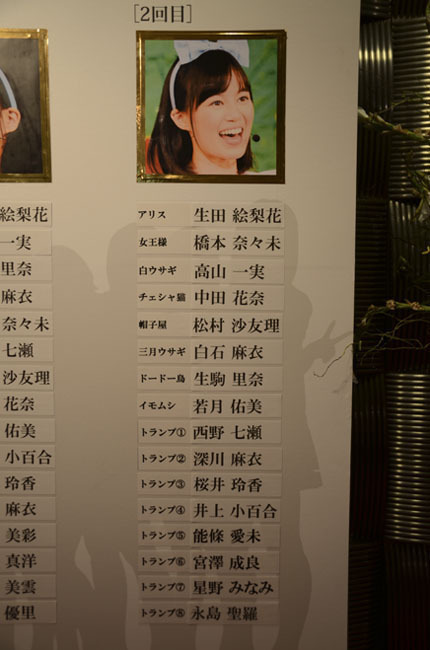 [2回目]
アリス 生田 絵梨花
女王様 橋本 奈々未
白ウサギ 高山 一実
チェシャ猫 中田 花奈
帽子屋 松村 沙友理
三月ウサギ 白石 麻衣
ドードー鳥 生駒 里奈
イモムシ 若月 佑美
トランプ① 西野 七瀬
トランプ② 深川 麻衣
トランプ③ 桜井 玲香
トランプ④ 井上 小百合
トランプ⑤ 能條 愛未
トランプ⑥ 宮澤 成良
トランプ⑦ 星野 みなみ
トランプ⑧ 永島 聖羅
絵梨花
一実
里奈
麻衣
奈々未
七瀬
沙友理
花奈
佑美
小百合
玲香
麻衣
美彩
真洋
美雲
優里